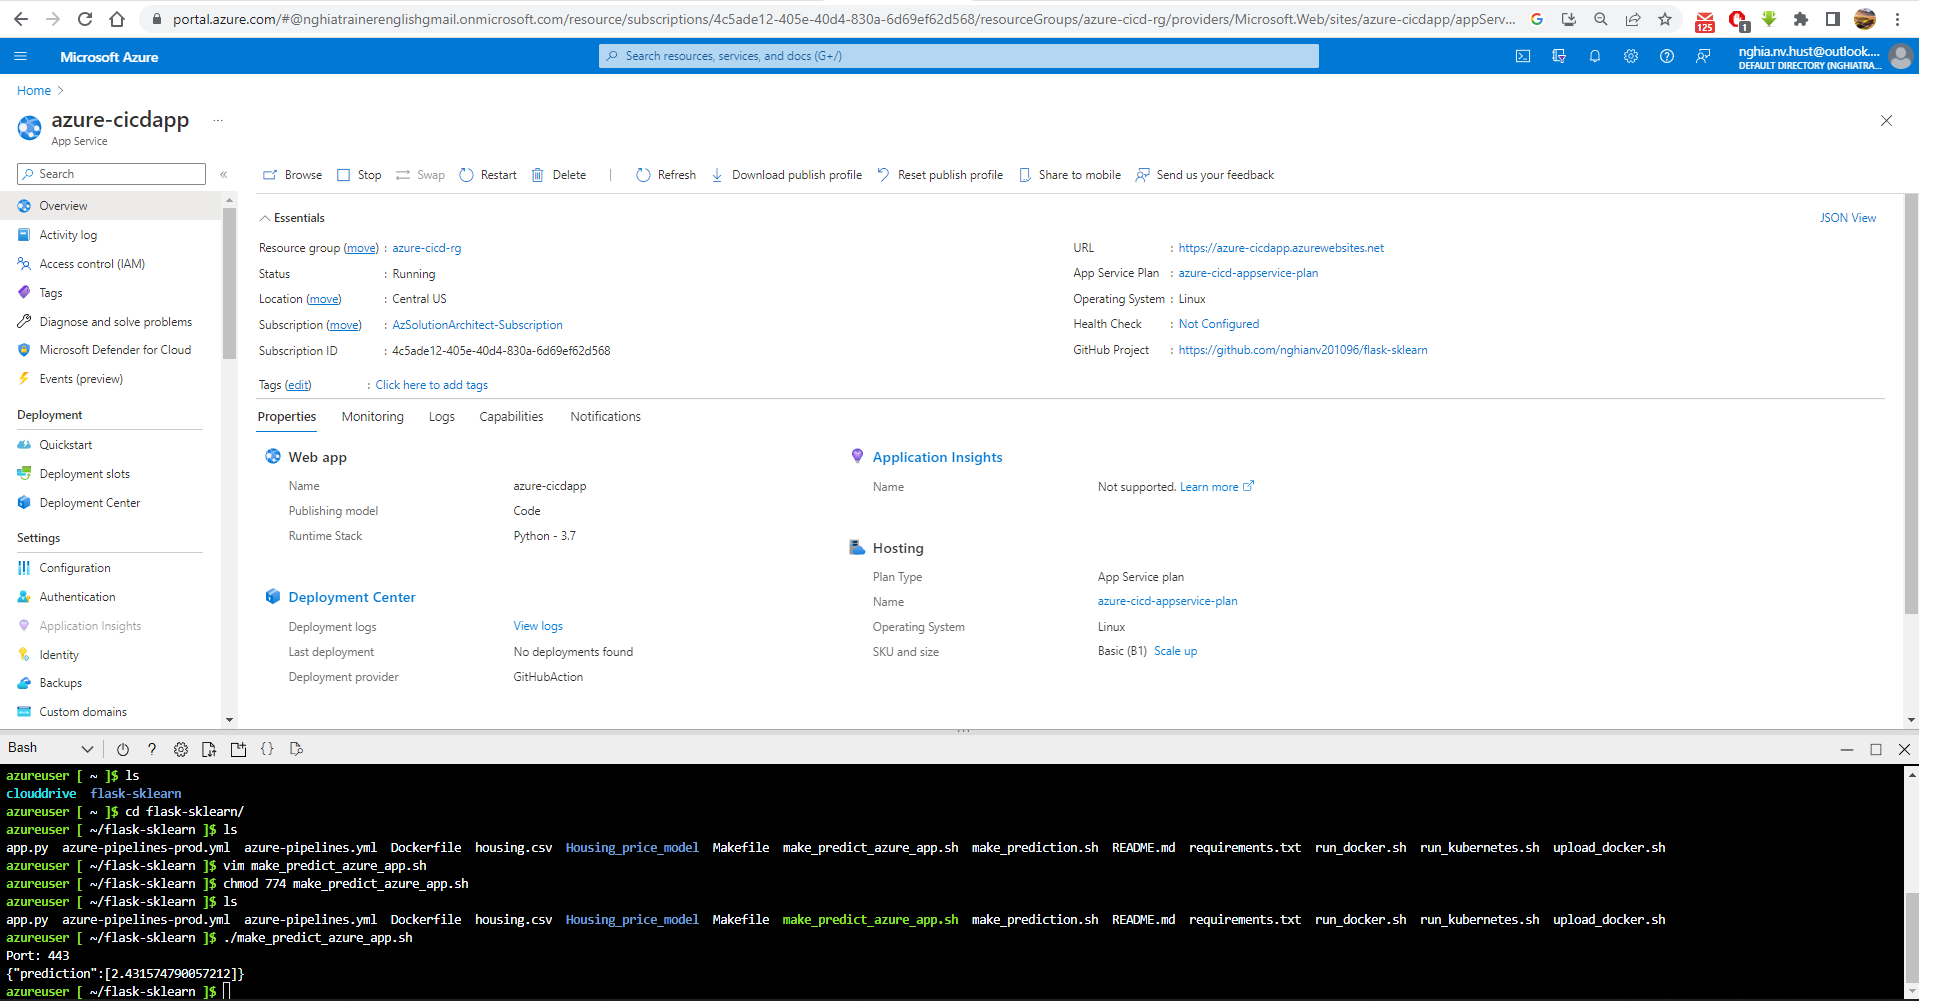 portal.azure.com/#@nghiatrainerenglishgmail.onmicrosoft.com/resource/subscriptions/4c5ade12-405e-40d4-830a-6d69ef62d568/resourceGroups/azure-cicd-rg/providers/Microsoft.Web/sites/azure-cicdapp/appServ...
125
1
Microsoft Azure
Search resources, services, and docs (G+/)
nghia.nv.hust@outlook....
DEFAULT DIRECTORY (NGHIATRA...
Home
azure-cicdapp ...
App Service
Search
Browse Stop Swap Restart Delete Refresh Download publish profile Reset publish profile Share to mobile Send us your feedback
Overview
Activity log
Access control (IAM)
Tags
Diagnose and solve problems
Microsoft Defender for Cloud
Events (preview)
Deployment
Quickstart
Deployment slots
Deployment Center
Settings
Configuration
Authentication
Application Insights
Identity
Backups
Custom domains
Essentials
JSON View
Resource group (move) : azure-cicd-rg
Status : Running
Location (move) : Central US
Subscription (move) : AzSolutionArchitect-Subscription
Subscription ID : 4c5ade12-405e-40d4-830a-6d69ef62d568
URL : https://azure-cicdapp.azurewebsites.net
App Service Plan : azure-cicd-appservice-plan
Operating System : Linux
Health Check : Not Configured
GitHub Project : https://github.com/nghianv201096/flask-sklearn
Tags (edit) : Click here to add tags
Properties Monitoring Logs Capabilities Notifications
Web app
Name azure-cicdapp
Publishing model Code
Runtime Stack Python - 3.7
Deployment Center
Deployment logs View logs
Last deployment No deployments found
Deployment provider GitHubAction
Application Insights
Name Not supported. Learn more
Hosting
Plan Type App Service plan
Name azure-cicd-appservice-plan
Operating System Linux
SKU and size Basic (B1) Scale up
Bash
azureuser [ ~ ]$ ls
clouddrive flask-sklearn
azureuser [ ~ ]$ cd flask-sklearn/
azureuser [ ~/flask-sklearn ]$ ls
app.py azure-pipelines-prod.yml azure-pipelines.yml Dockerfile housing.csv Housing_price_model Makefile make_predict_azure_app.sh make_prediction.sh README.md requirements.txt run_docker.sh run_kubernetes.sh upload_docker.sh
azureuser [ ~/flask-sklearn ]$ vim make_predict_azure_app.sh
azureuser [ ~/flask-sklearn ]$ chmod 774 make_predict_azure_app.sh
azureuser [ ~/flask-sklearn ]$ ls
app.py azure-pipelines-prod.yml azure-pipelines.yml Dockerfile housing.csv Housing_price_model Makefile make_predict_azure_app.sh make_prediction.sh README.md requirements.txt run_docker.sh run_kubernetes.sh upload_docker.sh
azureuser [ ~/flask-sklearn ]$ ./make_predict_azure_app.sh
Port: 443
{"prediction":[2.431574790057212]}
azureuser [ ~/flask-sklearn ]$